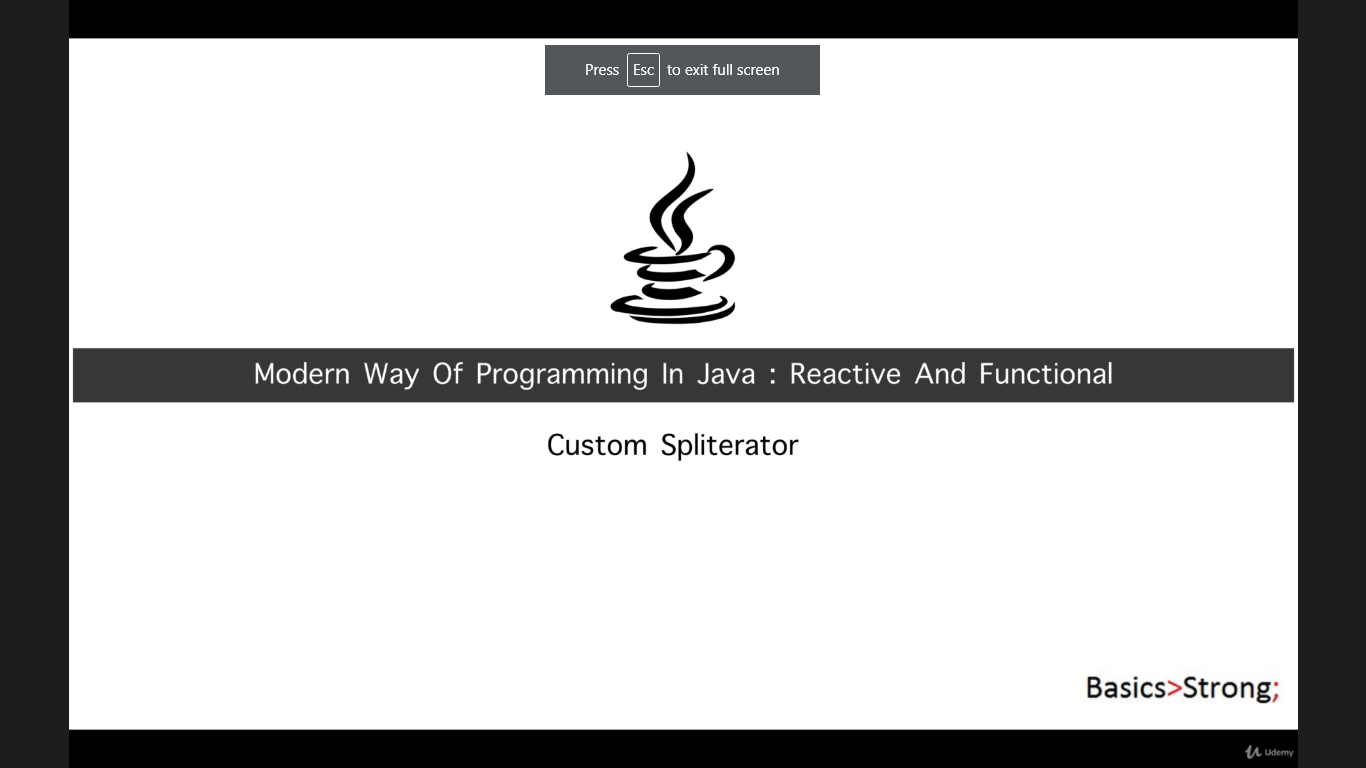 Press Esc to exit full screen
Modern Way Of Programming In Java : Reactive And Functional
Custom Spliterator
Basics>Strong;
Udemy